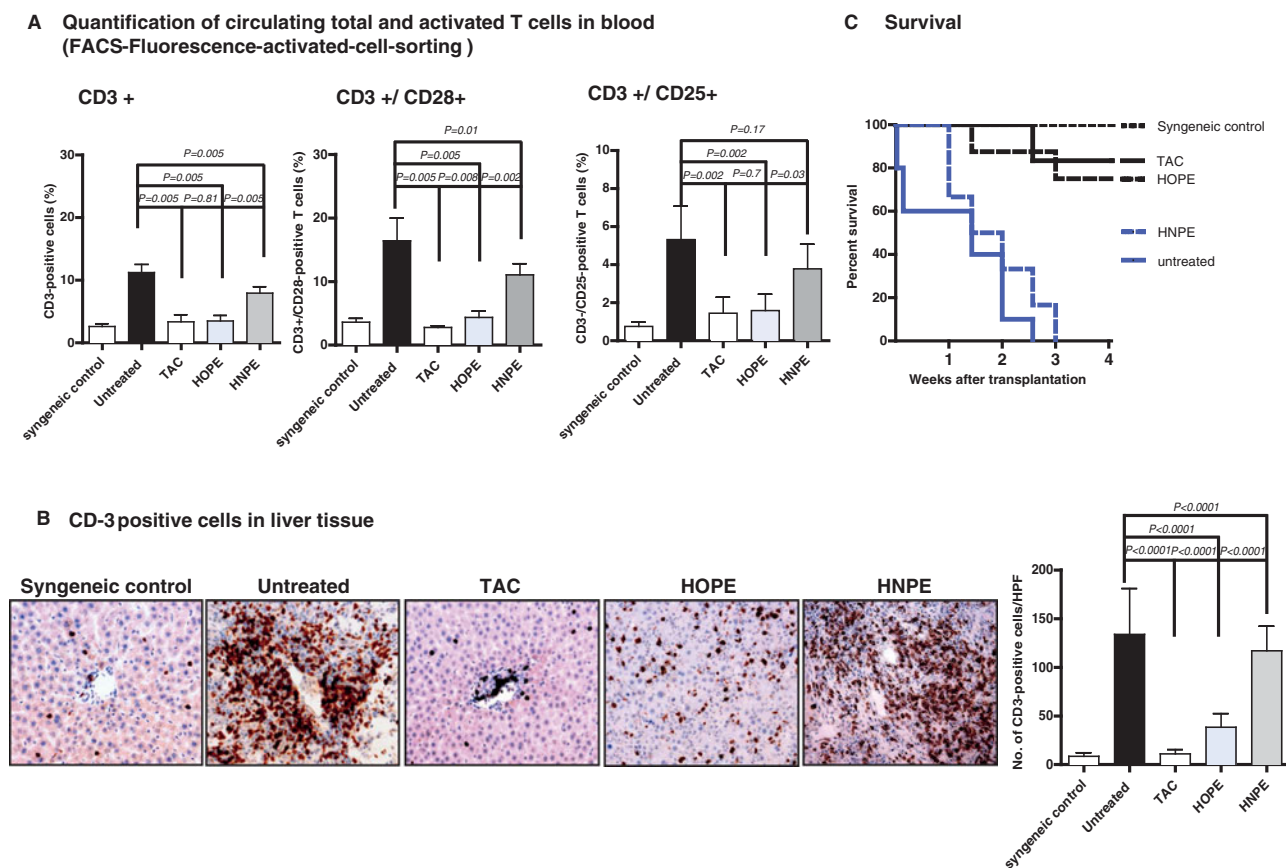 A Quantification of circulating total and activated T cells in blood
(FACS-Fluorescence-activated-cell-sorting )
CD3 +
P=0.005
P=0.005
P=0.005 P=0.81 P=0.005
CD3-positive cells (%)
30
20
10
0
syngeneic control
Untreated
TAC
HOPE
HNPE
CD3 +/ CD28+
P=0.01
P=0.005
P=0.005 P=0.008 P=0.002
CD3+/CD28-positive T cells (%)
30
20
10
0
syngeneic control
Untreated
TAC
HOPE
HNPE
CD3 +/ CD25+
P=0.17
P=0.002
P=0.002 P=0.7 P=0.03
CD3-/CD25-positive T cells (%)
10
8
6
4
2
0
syngeneic control
Untreated
TAC
HOPE
HNPE
C Survival
Percent survival
100
80
60
40
20
0
1 2 3 4
Weeks after transplantation
Syngeneic control
TAC
HOPE
HNPE
untreated
B CD-3 positive cells in liver tissue
Syngeneic control Untreated TAC HOPE HNPE
P<0.0001
P<0.0001
P<0.0001 P<0.0001 P<0.0001
No. of CD3-positive cells/HPF
200
150
100
50
0
syngeneic control
Untreated
TAC
HOPE
HNPE